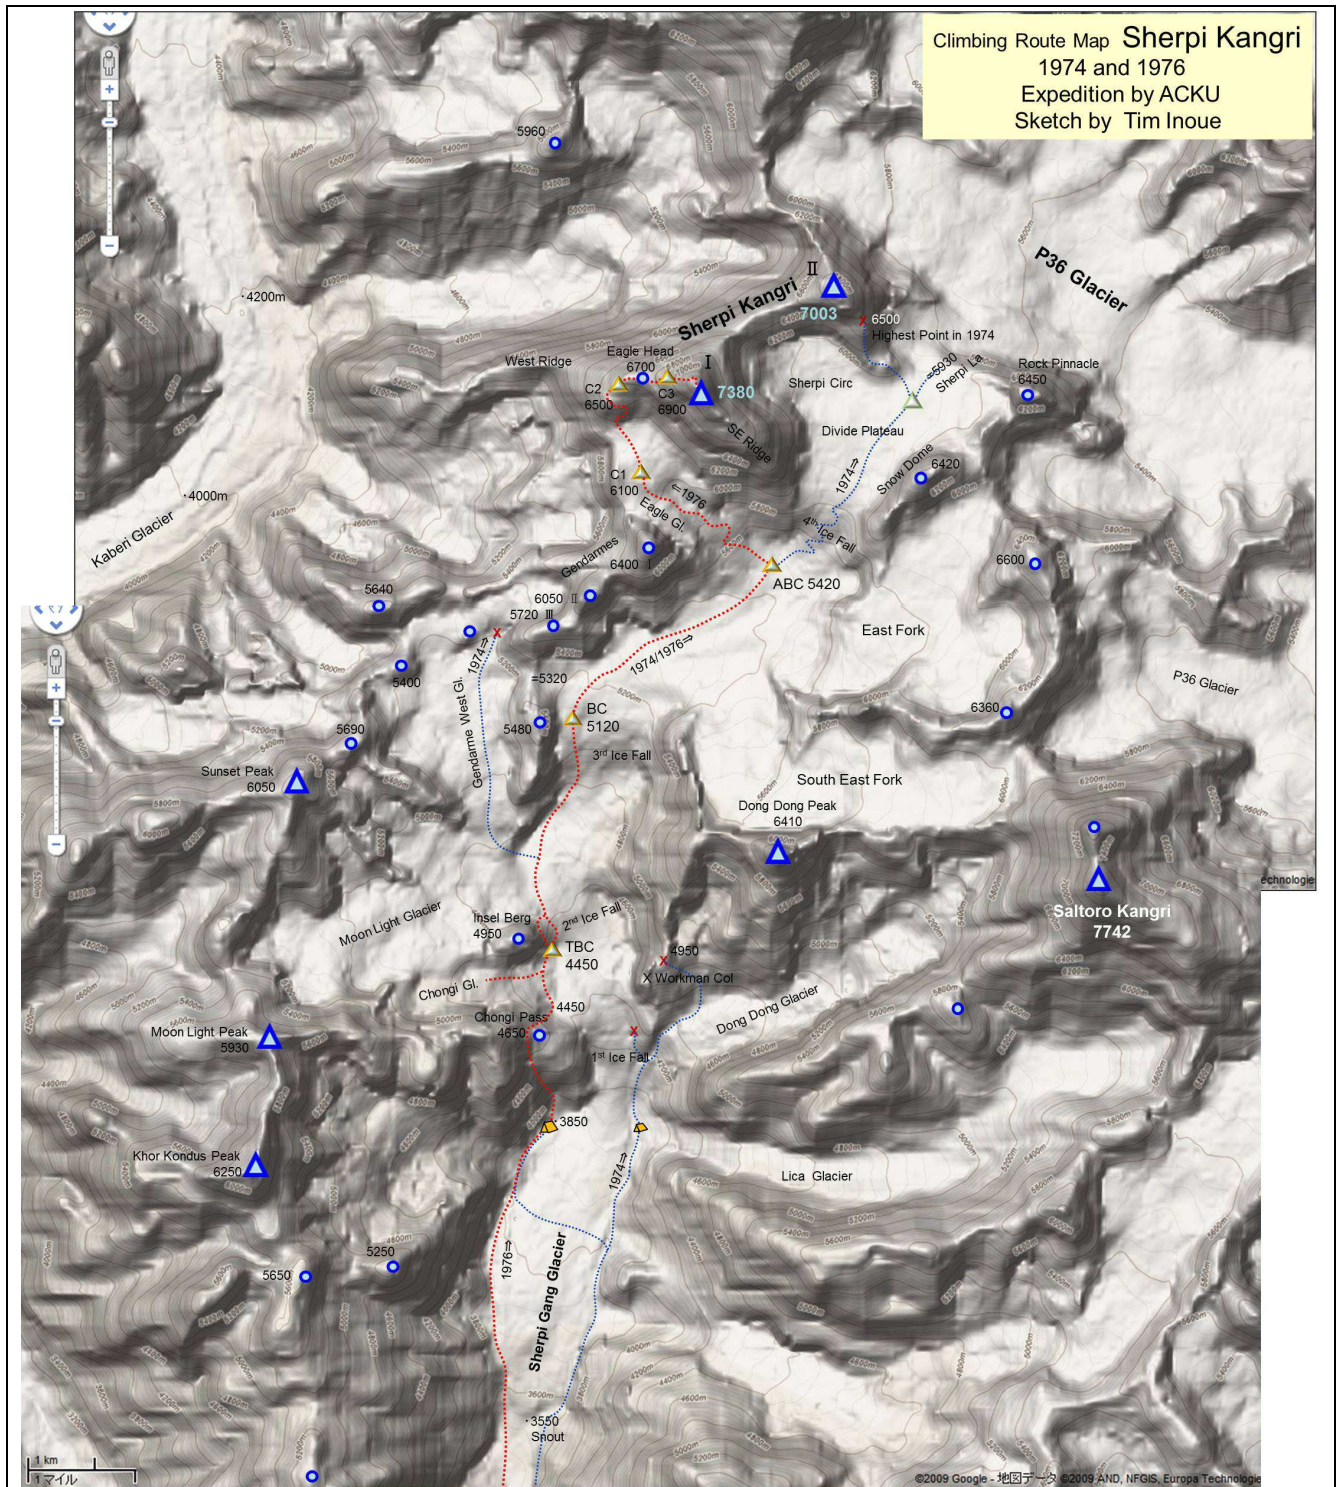 Climbing Route Map Sherpi Kangri
1974 and 1976
Expedition by ACKU
Sketch by Tim Inoue
5960
P36 Glacier
4200m
Sherpi Kangri
II
7003
6500
Highest Point in 1974
=5930
Sherpi La
Rock Pinnacle
6450
West Ridge
Eagle Head
6700
I
7380
C2
6500
C3
6900
Sherpi Circ
Divide Plateau
SE Ridge
Snow Dome
6420
1974⇒
4000m
Kaberi Glacier
C1
6100
⇐1976
Eagle Gl.
4th Ice Fall
Gendarmes
6400 I
6050 II
5720 III
ABC 5420
6600
5640
East Fork
1974⇒
1974/1976⇒
5400
=5320
P36 Glacier
Gendarme West Gl.
BC
5120
5480
6360
5690
3rd Ice Fall
Sunset Peak
6050
South East Fork
Dong Dong Peak
6410
echnologie
Saltoro Kangri
7742
Moon Light Glacier
Insel Berg
4950
2nd Ice Fall
TBC
4450
4950
X Workman Col
Chongi Gl.
Dong Dong Glacier
4450
Chongi Pass
4650
Moon Light Peak
5930
1st Ice Fall
3850
Khor Kondus Peak
6250
1974⇒
Lica Glacier
5250
5650
1976⇒
Sherpi Gang Glacier
3600m
3550
Snout
1 km
1 マイル
©2009 Google - 地図データ ©2009 AND, NFGIS, Europa Technologie